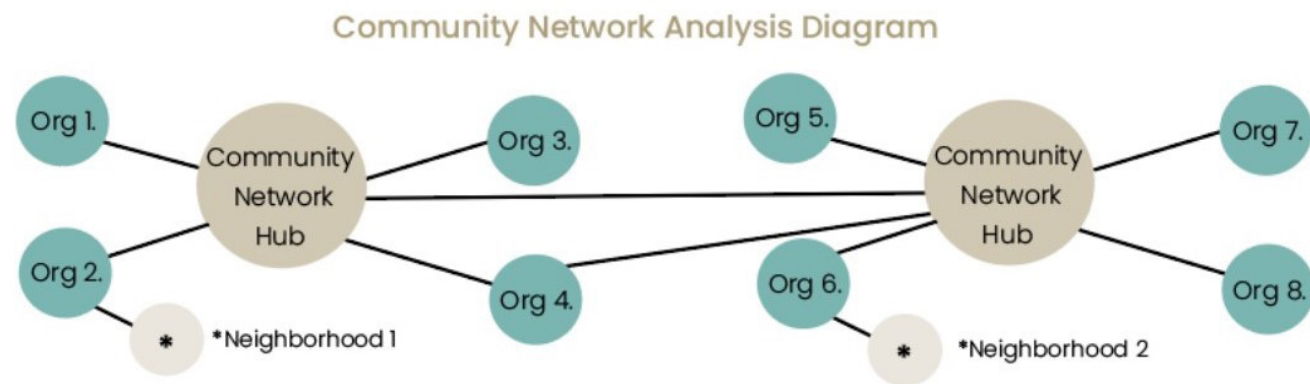 Community Network Analysis Diagram
Org 1.
Community
Network
Hub
Org 3.
Org 2.
Org 4.
*
*Neighborhood 1
Org 5.
Community
Network
Hub
Org 7.
Org 6.
Org 8.
*
*Neighborhood 2